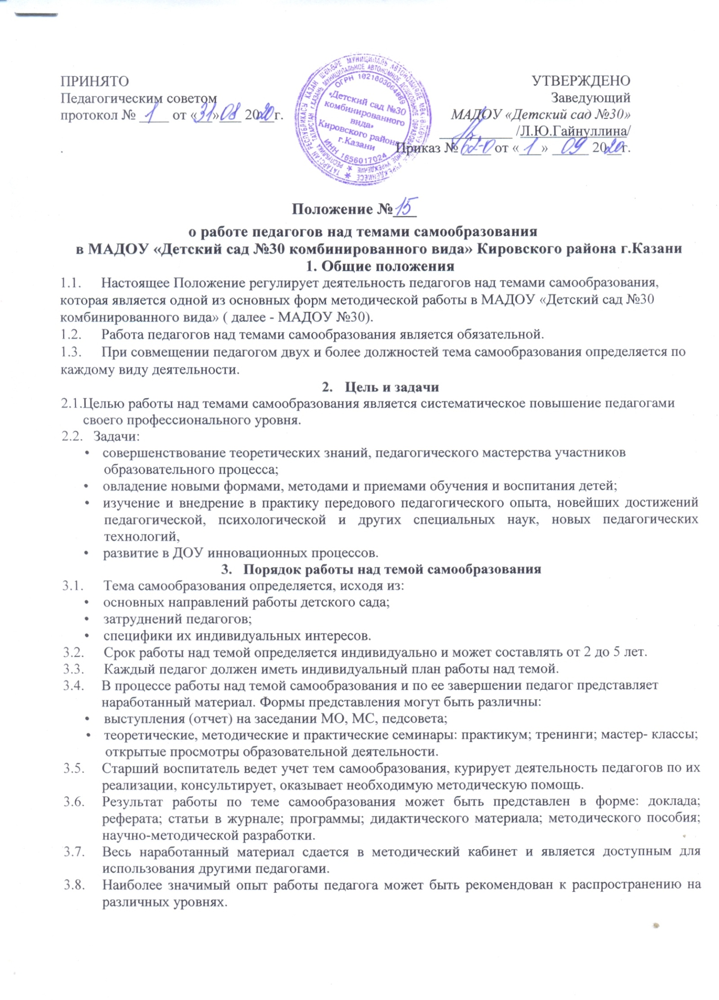 ПРИНЯТО
Педагогическим советом
протокол № 1 от «31» 08 2020 г.
УТВЕРЖДЕНО
Заведующий
МАДОУ «Детский сад №30»
/Л.Ю.Гайнуллина/
Приказ № 62-О от «1» 09 2020 г.
ОГРН 1021603064889
«Детский сад №30
комбинированного
вида»
Кировского района
г.Казани
ИНН 1656017024
Положение № 15
о работе педагогов над темами самообразования
в МАДОУ «Детский сад №30 комбинированного вида» Кировского района г.Казани
1. Общие положения
1.1. Настоящее Положение регулирует деятельность педагогов над темами самообразования,
которая является одной из основных форм методической работы в МАДОУ «Детский сад №30
комбинированного вида» ( далее - МАДОУ №30).
1.2. Работа педагогов над темами самообразования является обязательной.
1.3. При совмещении педагогом двух и более должностей тема самообразования определяется по
каждому виду деятельности.
2. Цель и задачи
2.1.Целью работы над темами самообразования является систематическое повышение педагогами
своего профессионального уровня.
2.2. Задачи:
• совершенствование теоретических знаний, педагогического мастерства участников
образовательного процесса;
• овладение новыми формами, методами и приемами обучения и воспитания детей;
• изучение и внедрение в практику передового педагогического опыта, новейших достижений
педагогической, психологической и других специальных наук, новых педагогических
технологий,
• развитие в ДОУ инновационных процессов.
3. Порядок работы над темой самообразования
3.1. Тема самообразования определяется, исходя из:
• основных направлений работы детского сада;
• затруднений педагогов;
• специфики их индивидуальных интересов.
3.2. Срок работы над темой определяется индивидуально и может составлять от 2 до 5 лет.
3.3. Каждый педагог должен иметь индивидуальный план работы над темой.
3.4. В процессе работы над темой самообразования и по ее завершении педагог представляет
наработанный материал. Формы представления могут быть различны:
• выступления (отчет) на заседании МО, МС, педсовета;
• теоретические, методические и практические семинары: практикум; тренинги; мастер- классы;
открытые просмотры образовательной деятельности.
3.5. Старший воспитатель ведет учет тем самообразования, курирует деятельность педагогов по их
реализации, консультирует, оказывает необходимую методическую помощь.
3.6. Результат работы по теме самообразования может быть представлен в форме: доклада;
реферата; статьи в журнале; программы; дидактического материала; методического пособия;
научно-методической разработки.
3.7. Весь наработанный материал сдается в методический кабинет и является доступным для
использования другими педагогами.
3.8. Наиболее значимый опыт работы педагога может быть рекомендован к распространению на
различных уровнях.